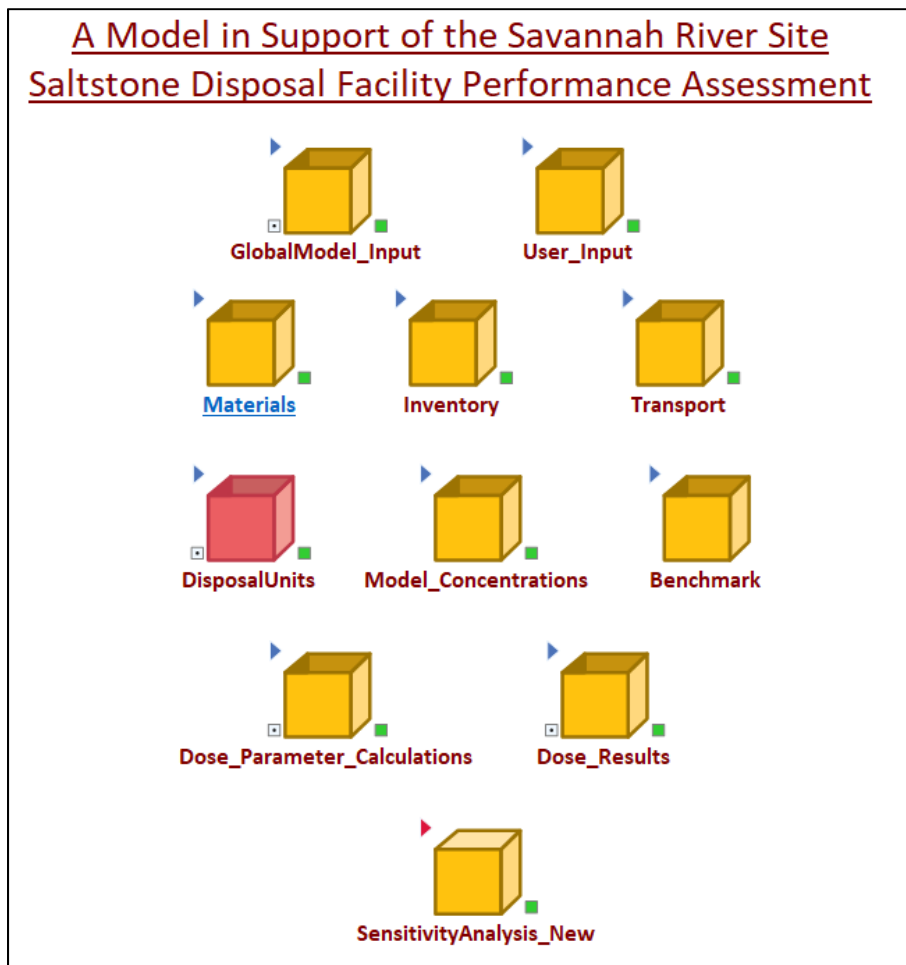 A Model in Support of the Savannah River Site
Saltstone Disposal Facility Performance Assessment
GlobalModel_Input
User_Input
Materials
Inventory
Transport
DisposalUnits
Model_Concentrations
Benchmark
Dose_Parameter_Calculations
Dose_Results
SensitivityAnalysis_New